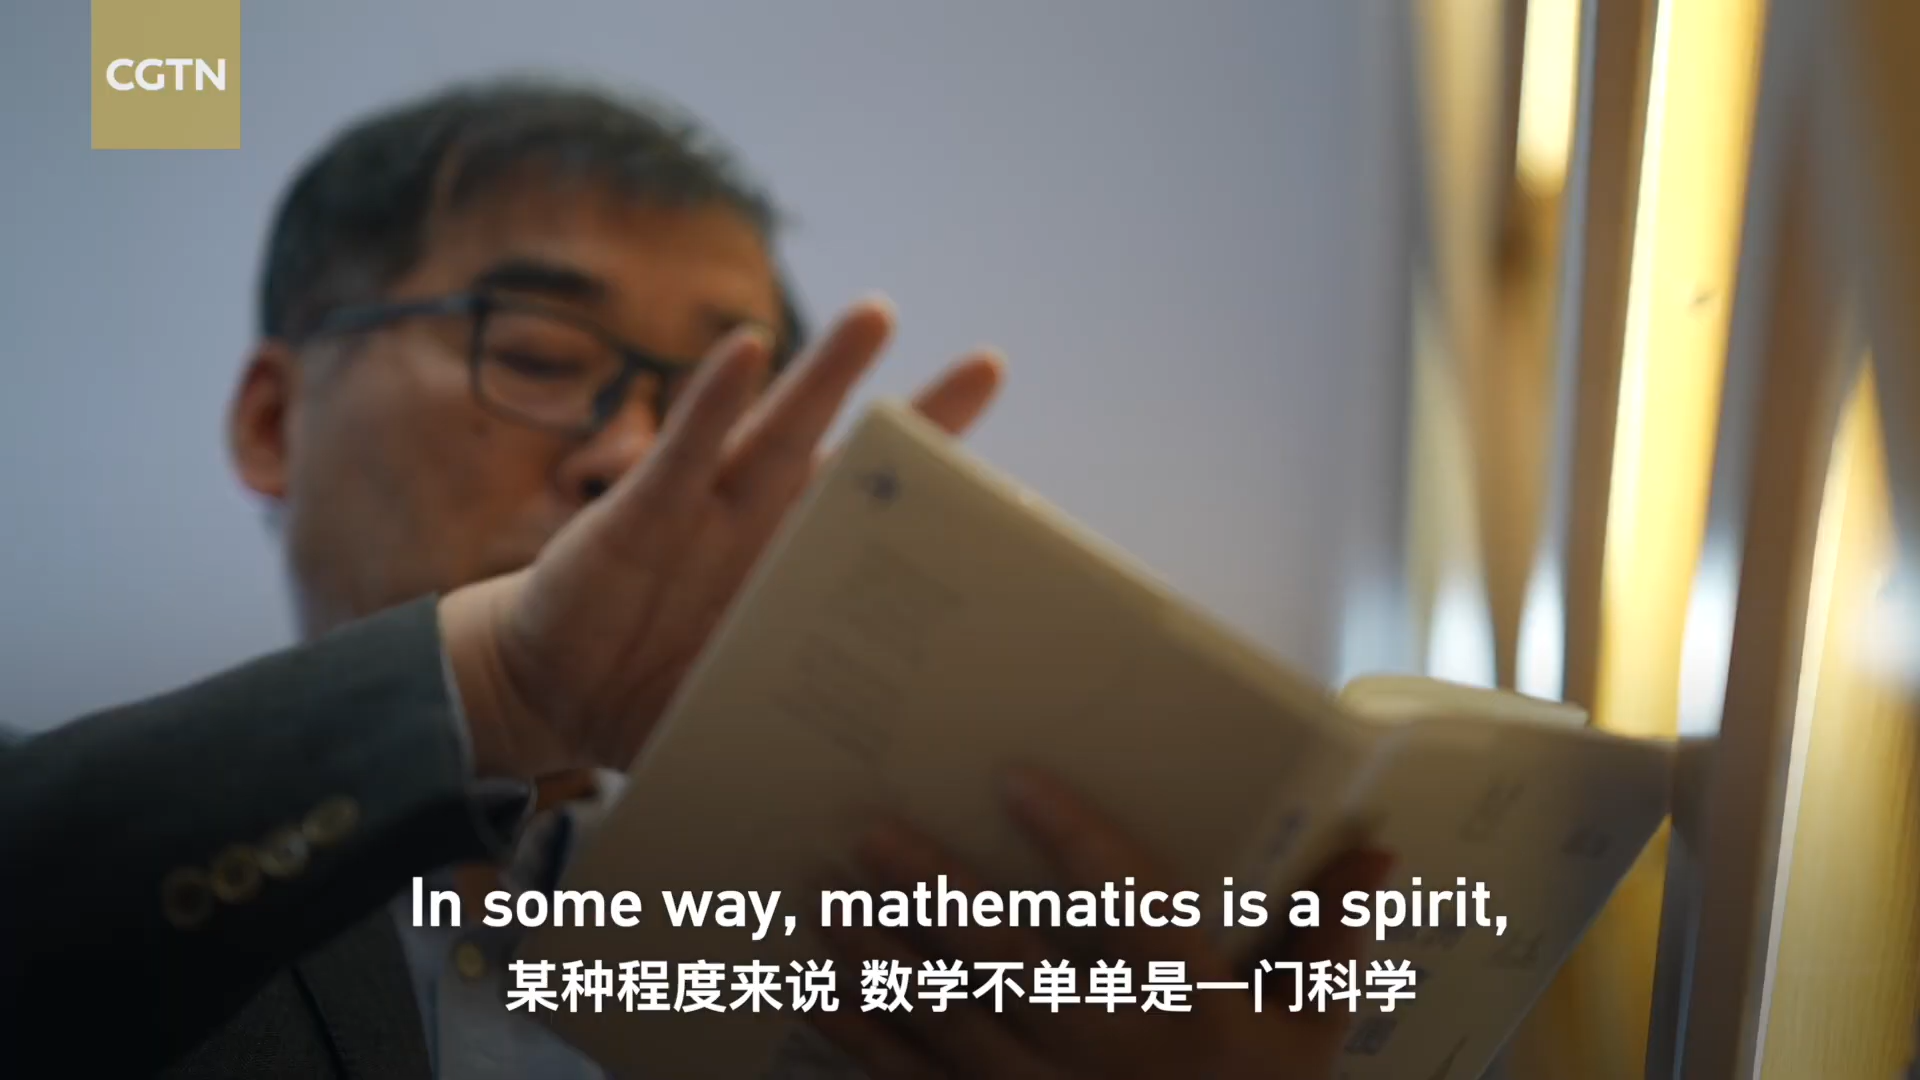 CGTN
In some way, mathematics is a spirit,
某种程度来说 数学不单单是一门科学